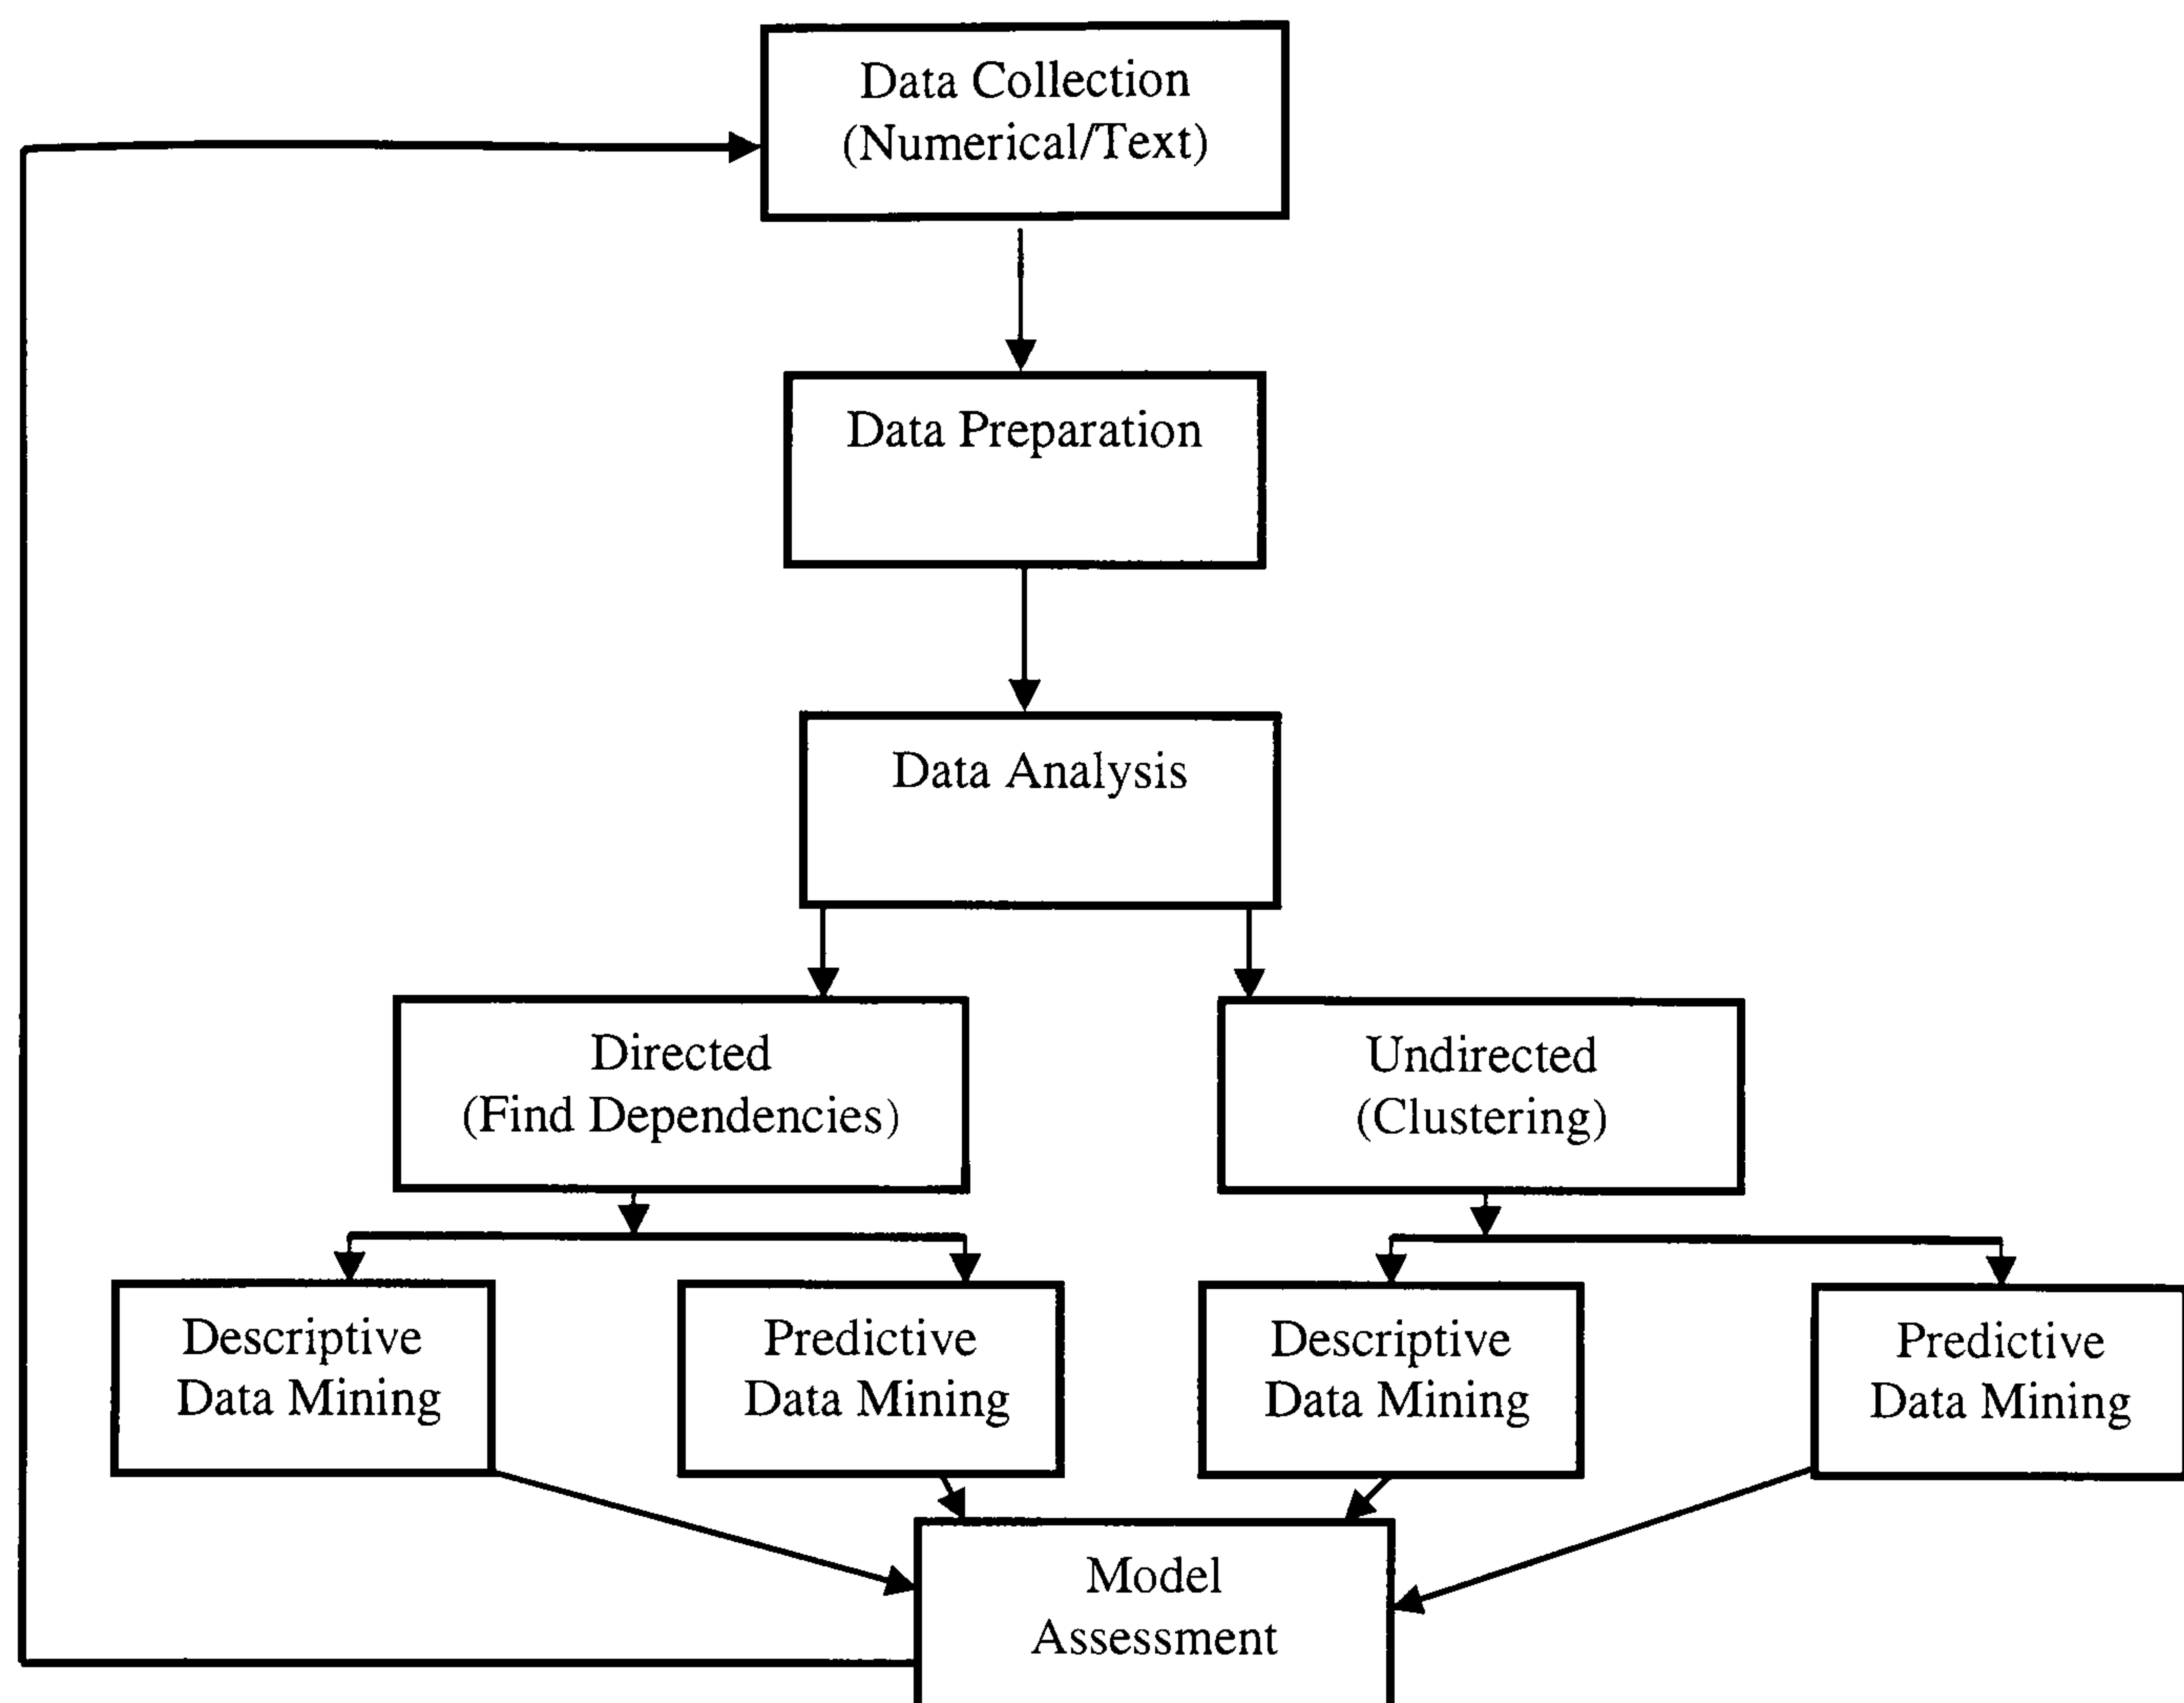 Data Collection
(Numerical/Text)
Data Preparation
Data Analysis
Directed
(Find Dependencies)
Undirected
(Clustering)
Descriptive
Data Mining
Predictive
Data Mining
Descriptive
Data Mining
Predictive
Data Mining
Model
Assessment